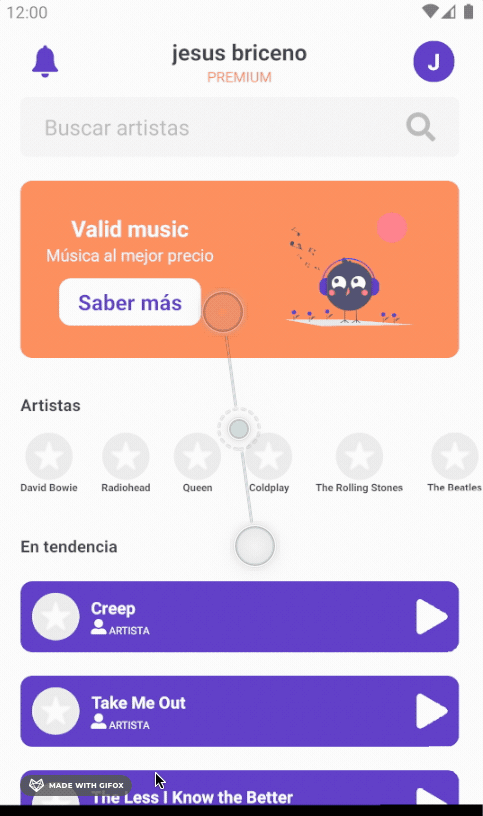 12:00
jesus briceno
PREMIUM
J
Buscar artistas
Valid music
Música al mejor precio
Saber más
Artistas
David Bowie Radiohead Queen Coldplay The Rolling Stones The Beatles
En tendencia
Creep
ARTISTA
Take Me Out
ARTISTA
MADE WITH GIFOX
The Less I Know the Better